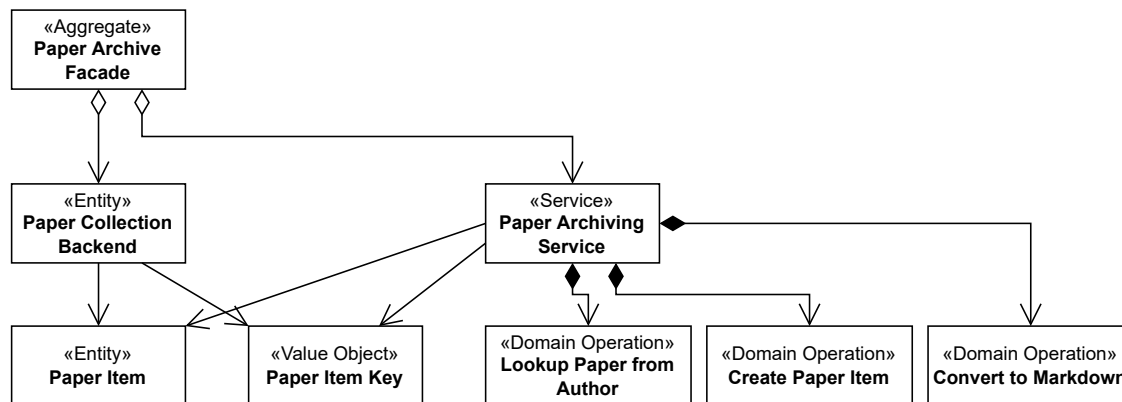 «Aggregate»
Paper Archive
Facade
«Entity»
Paper Collection
Backend
«Service»
Paper Archiving
Service
«Entity»
Paper Item
«Value Object»
Paper Item Key
«Domain Operation»
Lookup Paper from
Author
«Domain Operation»
Create Paper Item
«Domain Operation»
Convert to Markdown